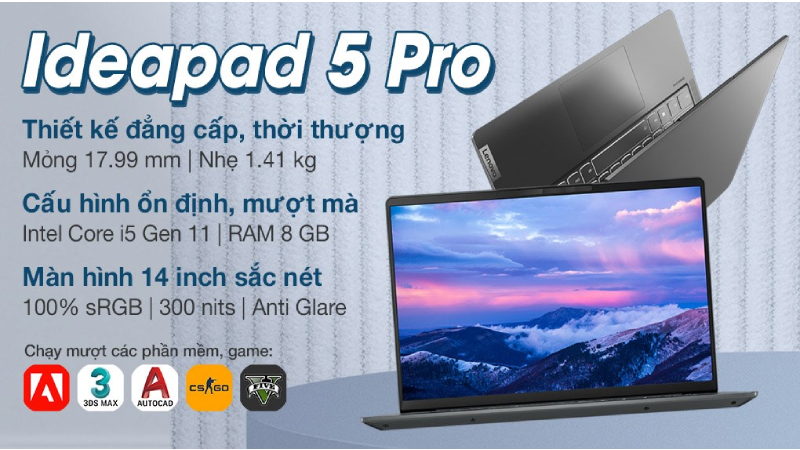 Ideapad 5 Pro
Thiết kế đẳng cấp, thời thượng
Mỏng 17.99 mm | Nhẹ 1.41 kg
Cấu hình ổn định, mượt mà
Intel Core i5 Gen 11 | RAM 8 GB
Màn hình 14 inch sắc nét
100% sRGB | 300 nits | Anti Glare
Chạy mượt các phần mềm, game:
3DS MAX
AUTOCAD
CS GO
FIVE
Lenovo